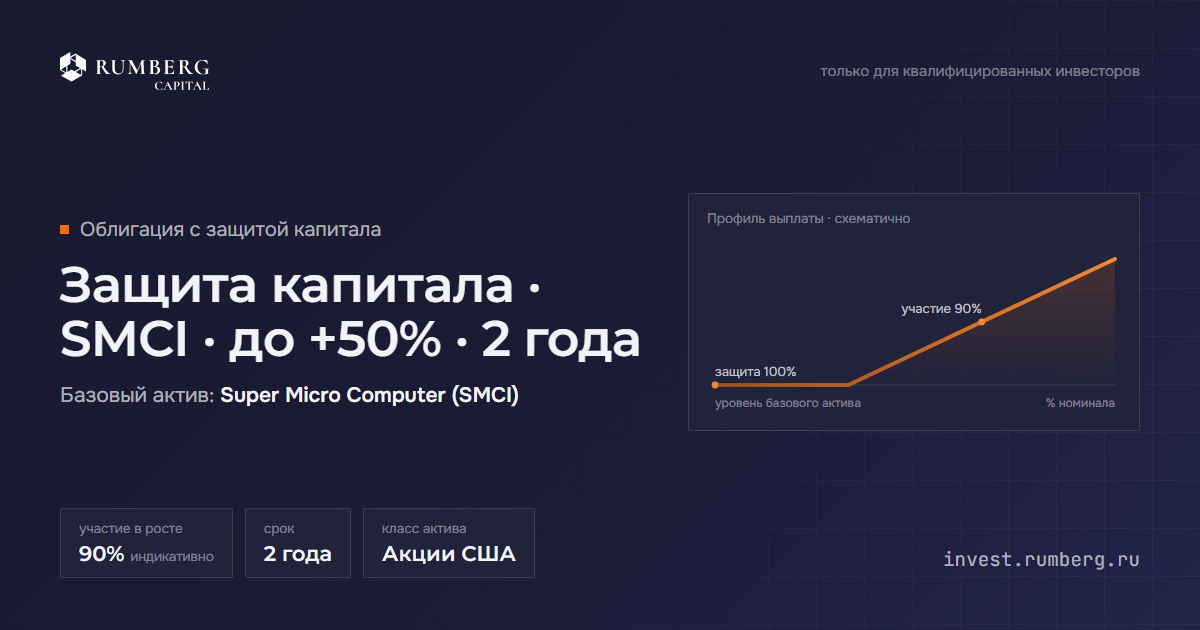 RUMBERG
CAPITAL
только для квалифицированных инвесторов
Облигация с защитой капитала
Защита капитала ·
SMCI · до +50% · 2 года
Базовый актив: Super Micro Computer (SMCI)
Профиль выплаты · схематично
участие 90%
защита 100%
уровень базового актива
% номинала
участие в росте
90% индикативно
срок
2 года
класс актива
Акции США
invest.rumberg.ru